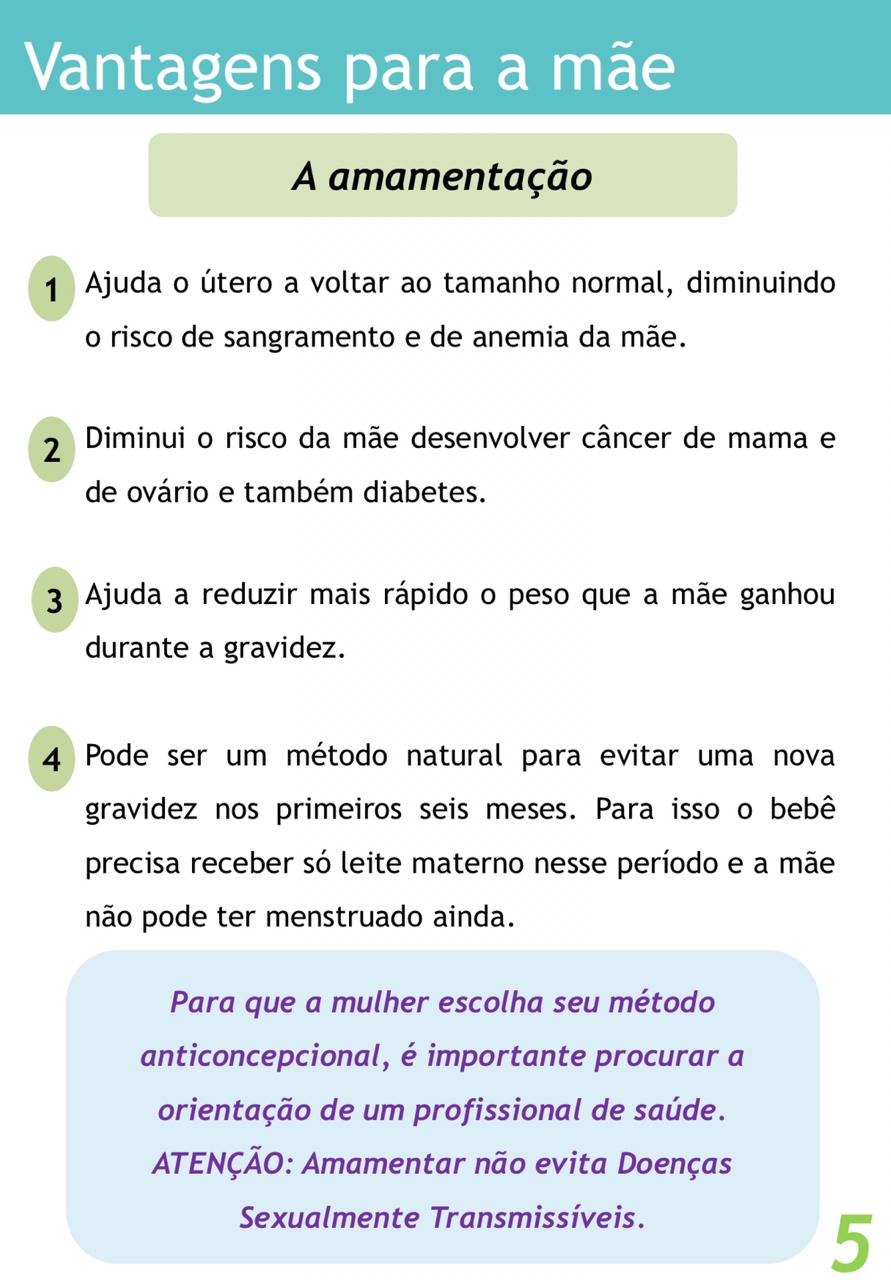 Vantagens para a mãe
A amamentação
1 Ajuda o útero a voltar ao tamanho normal, diminuindo
o risco de sangramento e de anemia da mãe.
2 Diminui o risco da mãe desenvolver câncer de mama e
de ovário e também diabetes.
3 Ajuda a reduzir mais rápido o peso que a mãe ganhou
durante a gravidez.
4 Pode ser um método natural para evitar uma nova
gravidez nos primeiros seis meses. Para isso o bebê
precisa receber só leite materno nesse período e a mãe
não pode ter menstruado ainda.
Para que a mulher escolha seu método
anticoncepcional, é importante procurar a
orientação de um profissional de saúde.
ATENÇÃO: Amamentar não evita Doenças
Sexualmente Transmissíveis.
5